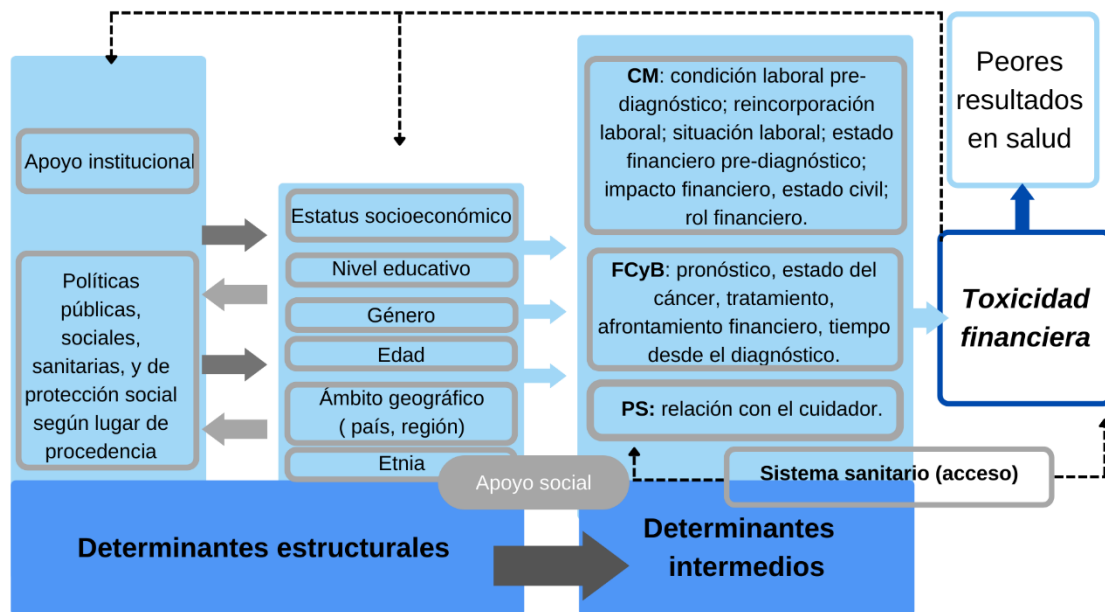 Apoyo institucional
Políticas
públicas,
sociales,
sanitarias, y de
protección social
según lugar de
procedencia
Estatus socioeconómico
Nivel educativo
Género
Edad
Ámbito geográfico
( país, región)
Etnia
Apoyo social
CM: condición laboral pre-
diagnóstico; reincorporación
laboral; situación laboral; estado
financiero pre-diagnóstico;
impacto financiero, estado civil;
rol financiero.
FCyB: pronóstico, estado del
cáncer, tratamiento,
afrontamiento financiero, tiempo
desde el diagnóstico.
PS: relación con el cuidador.
Sistema sanitario (acceso)
Peores
resultados
en salud
Toxicidad
financiera
Determinantes estructurales
Determinantes
intermedios